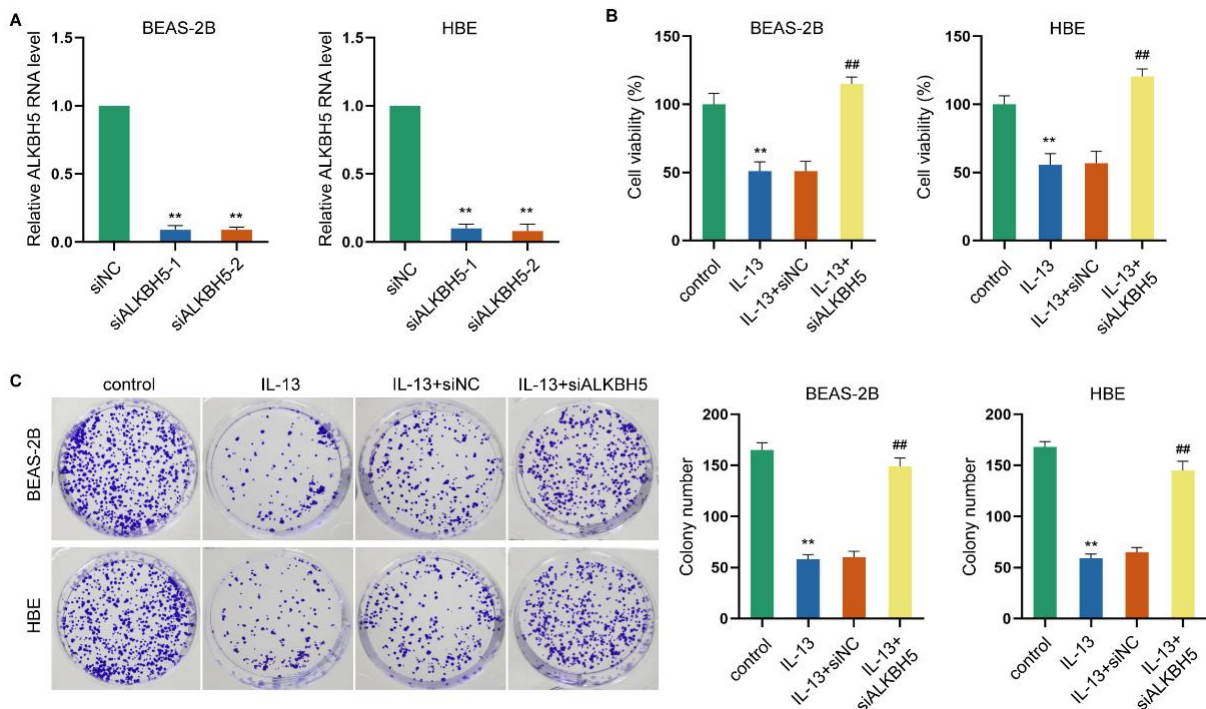 A
BEAS-2B
Relative ALKBH5 RNA level
1.5
1.0
0.5
0.0
**
**
siNC
siALKBH5-1
siALKBH5-2
HBE
Relative ALKBH5 RNA level
1.5
1.0
0.5
0.0
**
**
siNC
siALKBH5-1
siALKBH5-2
B
BEAS-2B
Cell viability (%)
150
100
50
0
**
##
control
IL-13
IL-13+siNC
IL-13+
siALKBH5
HBE
Cell viability (%)
150
100
50
0
**
##
control
IL-13
IL-13+siNC
IL-13+
siALKBH5
C
control
IL-13
IL-13+siNC
IL-13+siALKBH5
BEAS-2B
HBE
BEAS-2B
Colony number
200
150
100
50
0
**
##
control
IL-13
IL-13+siNC
IL-13+
siALKBH5
HBE
Colony number
200
150
100
50
0
**
##
control
IL-13
IL-13+siNC
IL-13+
siALKBH5